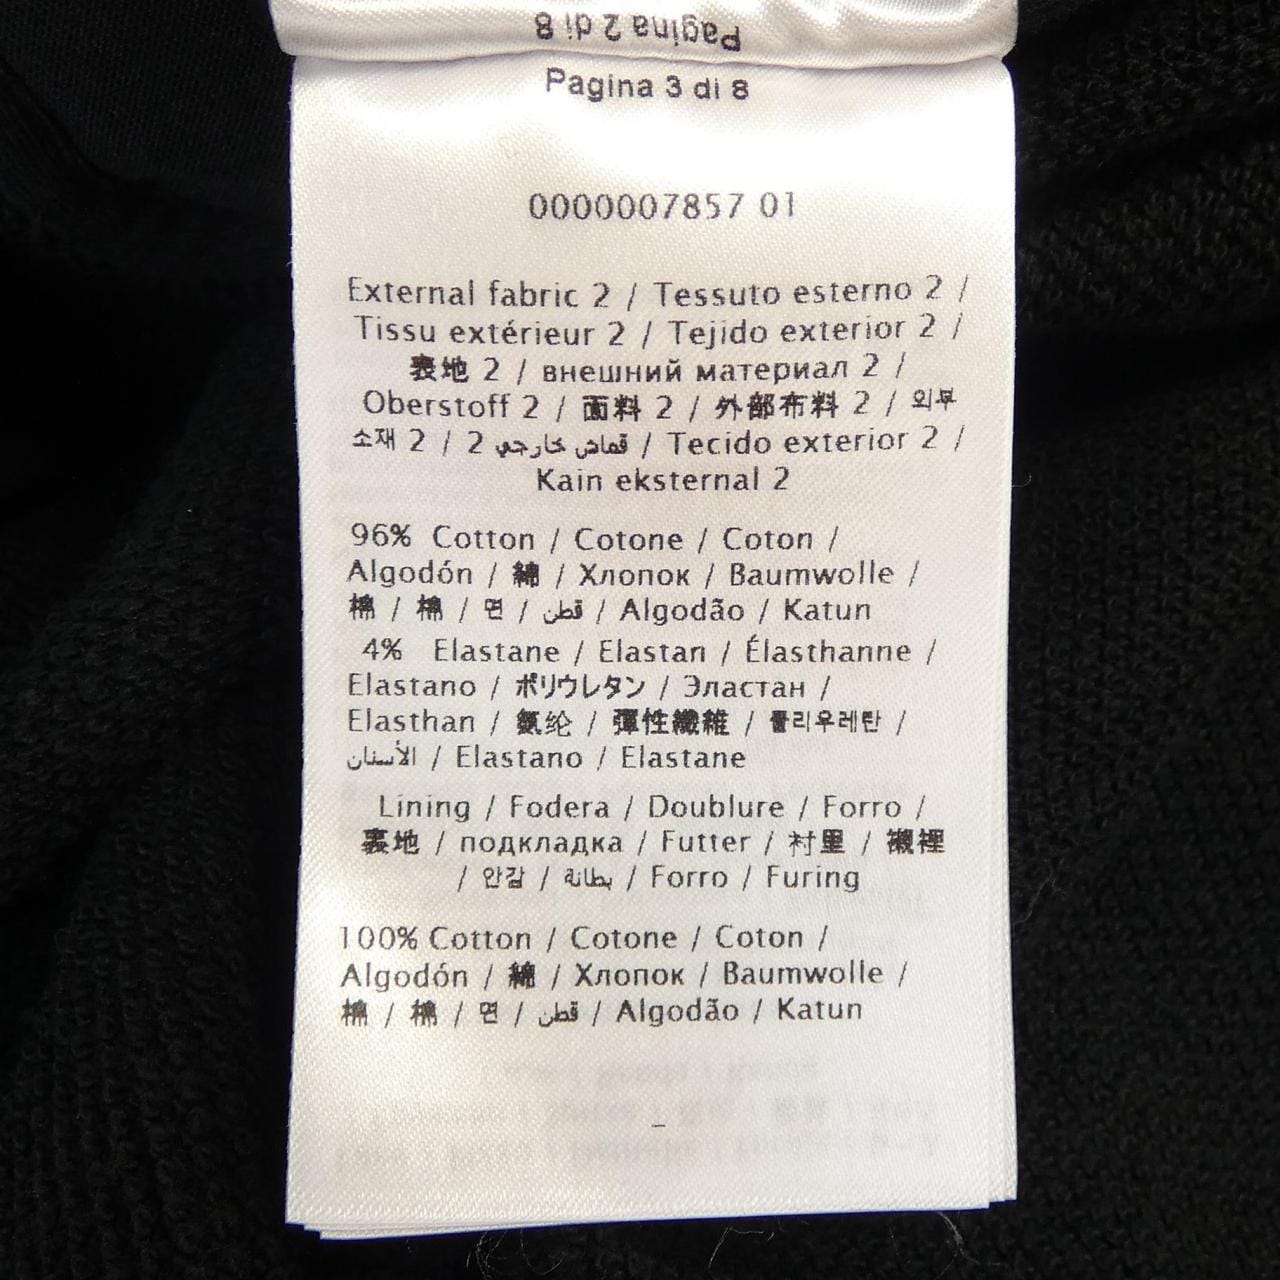 Pagina 2 di 8
Pagina 3 di 8
0000007857 01
External fabric 2 / Tessuto esterno 2 /
Tissu extérieur 2 / Tejido exterior 2 /
表地 2 / внешний материал 2 /
Oberstoff 2 / 面料 2 / 外部布料 2 / 외부
소재 2 / 2 قماش خارجي / Tecido exterior 2 /
Kain eksternal 2
96% Cotton / Cotone / Coton /
Algodón / 綿 / Хлопок / Baumwolle /
棉 / 棉 / 면 / قطن / Algodão / Katun
4% Elastane / Elastan / Élasthanne /
Elastano / ポリウレタン / Эластан /
Elasthan / 氨纶 / 彈性纖維 / 폴리우레탄 /
الأسنان / Elastano / Elastane
Lining / Fodera / Doublure / Forro /
裏地 / подкладка / Futter / 衬里 / 襯裡
/ 안감 / بطانة / Forro / Furing
100% Cotton / Cotone / Coton /
Algodón / 綿 / Хлопок / Baumwolle /
棉 / 棉 / 면 / قطن / Algodão / Katun